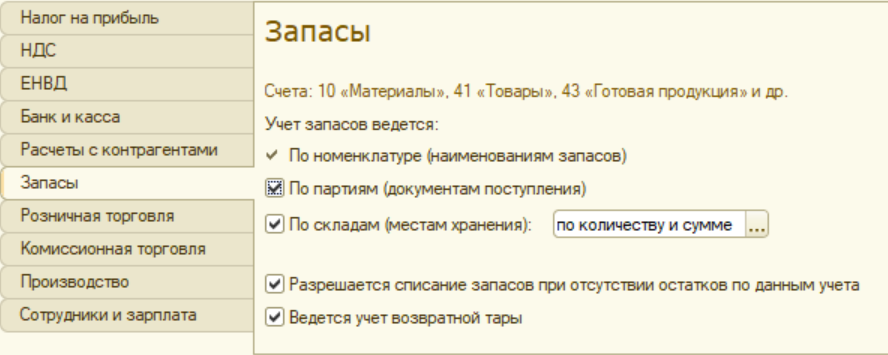 Налог на прибыль
НДС
ЕНВД
Банк и касса
Расчеты с контрагентами
Запасы
Розничная торговля
Комиссионная торговля
Производство
Сотрудники и зарплата
Запасы
Счета: 10 «Материалы», 41 «Товары», 43 «Готовая продукция» и др.
Учет запасов ведется:
По номенклатуре (наименованиям запасов)
По партиям (документам поступления)
По складам (местам хранения): по количеству и сумме ...
Разрешается списание запасов при отсутствии остатков по данным учета
Ведется учет возвратной тары